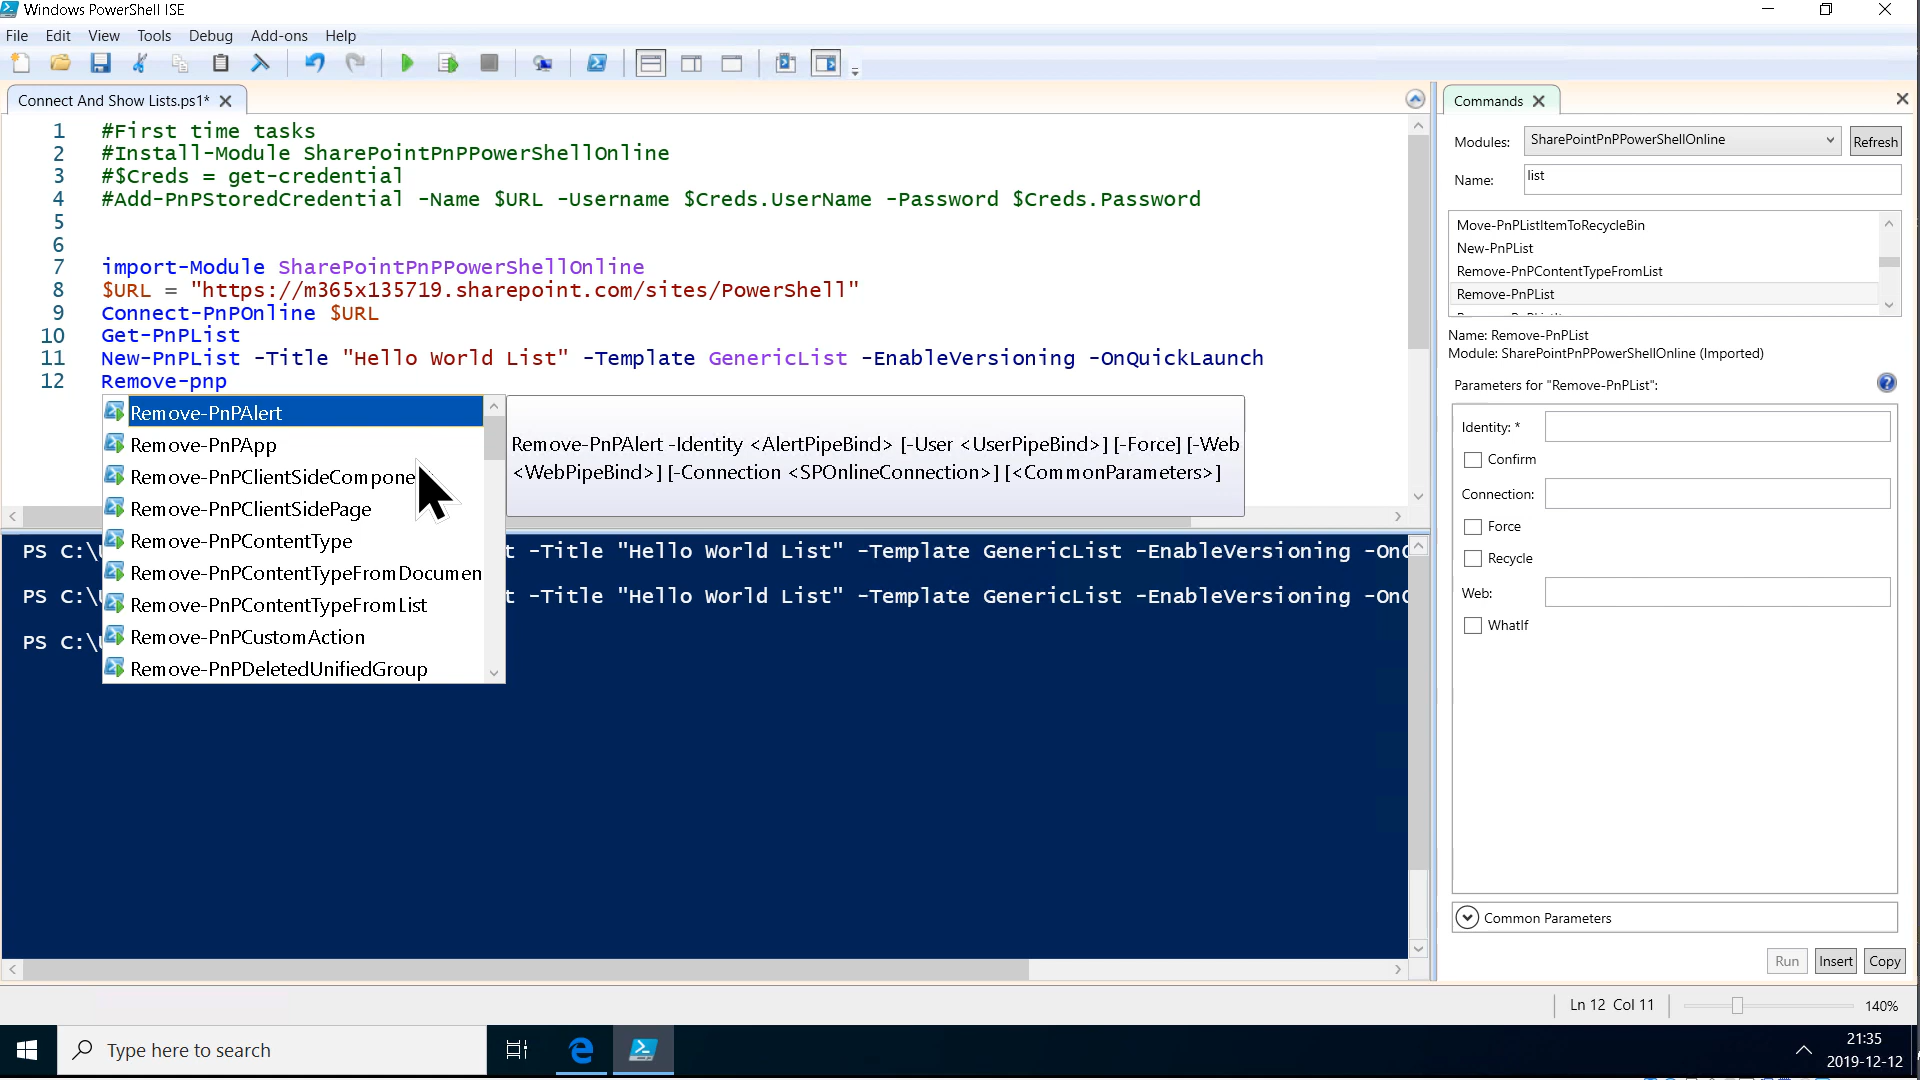 Windows PowerShell ISE
File Edit View Tools Debug Add-ons Help
Connect And Show Lists.ps1*
1 #First time tasks
2 #Install-Module SharePointPnPPowerShellOnline
3 #$Creds = get-credential
4 #Add-PnPStoredCredential -Name $URL -Username $Creds.UserName -Password $Creds.Password
5
6
7 import-Module SharePointPnPPowerShellOnline
8 $URL = "https://m365x135719.sharepoint.com/sites/PowerShell"
9 Connect-PnPOnline $URL
10 Get-PnPList
11 New-PnPList -Title "Hello World List" -Template GenericList -EnableVersioning -OnQuickLaunch
12 Remove-pnp
Remove-PnPAlert
Remove-PnPApp
Remove-PnPClientSideCompone
Remove-PnPClientSidePage
Remove-PnPContentType
Remove-PnPContentTypeFromDocumen
Remove-PnPContentTypeFromList
Remove-PnPCustomAction
Remove-PnPDeletedUnifiedGroup
Remove-PnPAlert -Identity <AlertPipeBind> [-User <UserPipeBind>] [-Force] [-Web
<WebPipeBind>] [-Connection <SPOnlineConnection>] [<CommonParameters>]
PS C:\ t -Title "Hello World List" -Template GenericList -EnableVersioning -On
PS C:\ t -Title "Hello World List" -Template GenericList -EnableVersioning -On
PS C:\
Commands
Modules: SharePointPnPPowerShellOnline Refresh
Name: list
Move-PnPListItemToRecycleBin
New-PnPList
Remove-PnPContentTypeFromList
Remove-PnPList
Name: Remove-PnPList
Module: SharePointPnPPowerShellOnline (Imported)
Parameters for "Remove-PnPList":
Identity: *
Confirm
Connection:
Force
Recycle
Web:
WhatIf
Common Parameters
Run Insert Copy
Ln 12 Col 11 140%
Type here to search
21:35
2019-12-12